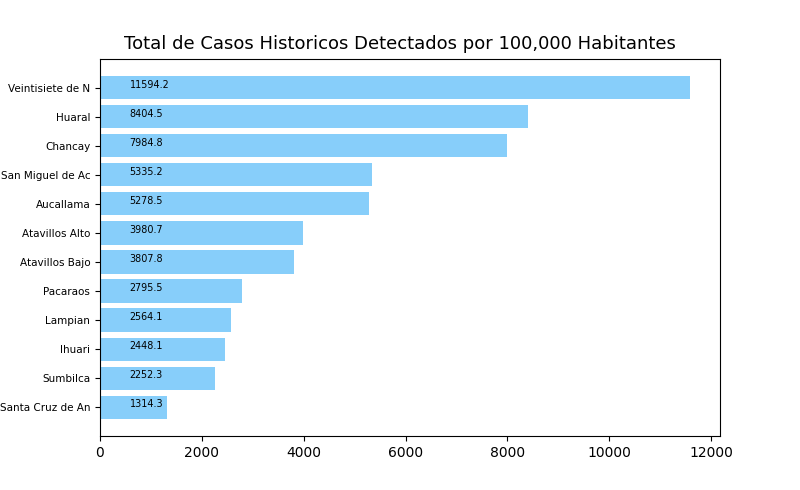 Total de Casos Historicos Detectados por 100,000 Habitantes
Veintisiete de N 11594.2
Huaral 8404.5
Chancay 7984.8
San Miguel de Ac 5335.2
Aucallama 5278.5
Atavillos Alto 3980.7
Atavillos Bajo 3807.8
Pacaraos 2795.5
Lampian 2564.1
Ihuari 2448.1
Sumbilca 2252.3
Santa Cruz de An 1314.3
0 2000 4000 6000 8000 10000 12000